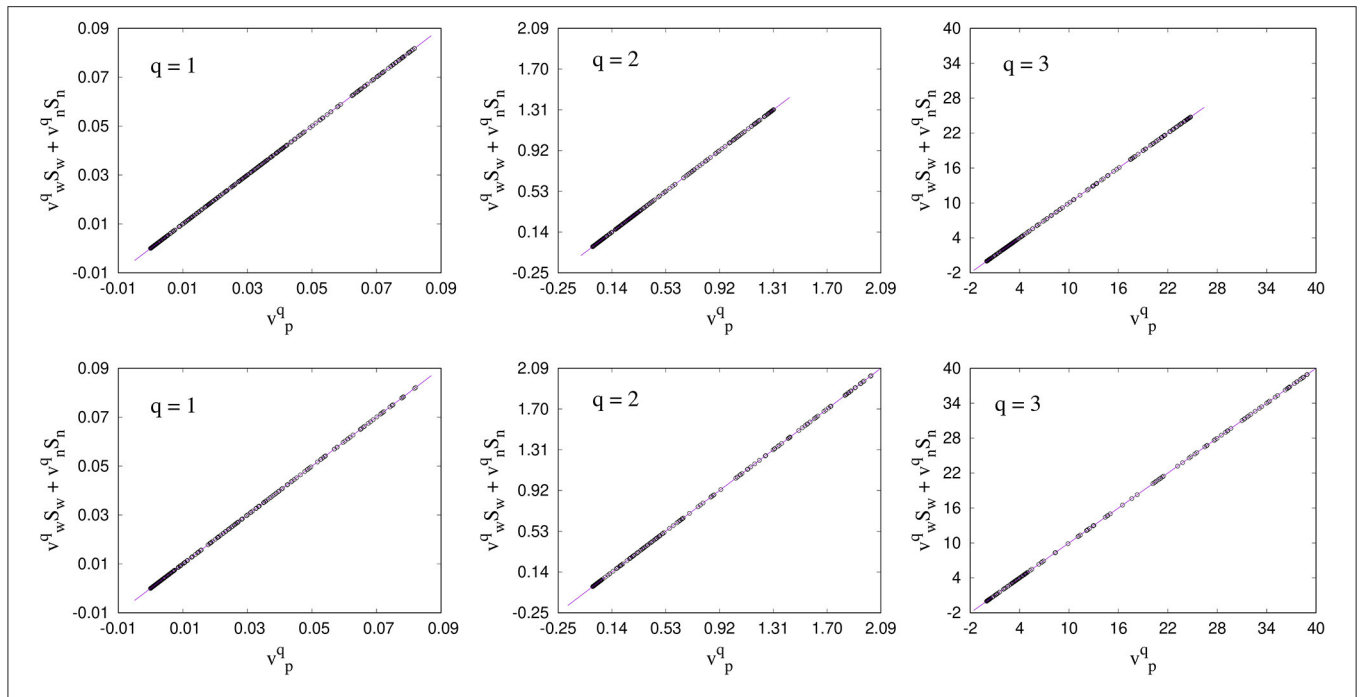 q = 1
v^q_w S_w + v^q_n S_n
0.09
0.07
0.05
0.03
0.01
-0.01
-0.01 0.01 0.03 0.05 0.07 0.09
v^q_p
q = 2
v^q_w S_w + v^q_n S_n
2.09
1.70
1.31
0.92
0.53
0.14
-0.25
-0.25 0.14 0.53 0.92 1.31 1.70 2.09
v^q_p
q = 3
v^q_w S_w + v^q_n S_n
40
34
28
22
16
10
4
-2
-2 4 10 16 22 28 34 40
v^q_p
q = 1
v^q_w S_w + v^q_n S_n
0.09
0.07
0.05
0.03
0.01
-0.01
-0.01 0.01 0.03 0.05 0.07 0.09
v^q_p
q = 2
v^q_w S_w + v^q_n S_n
2.09
1.70
1.31
0.92
0.53
0.14
-0.25
-0.25 0.14 0.53 0.92 1.31 1.70 2.09
v^q_p
q = 3
v^q_w S_w + v^q_n S_n
40
34
28
22
16
10
4
-2
-2 4 10 16 22 28 34 40
v^q_p